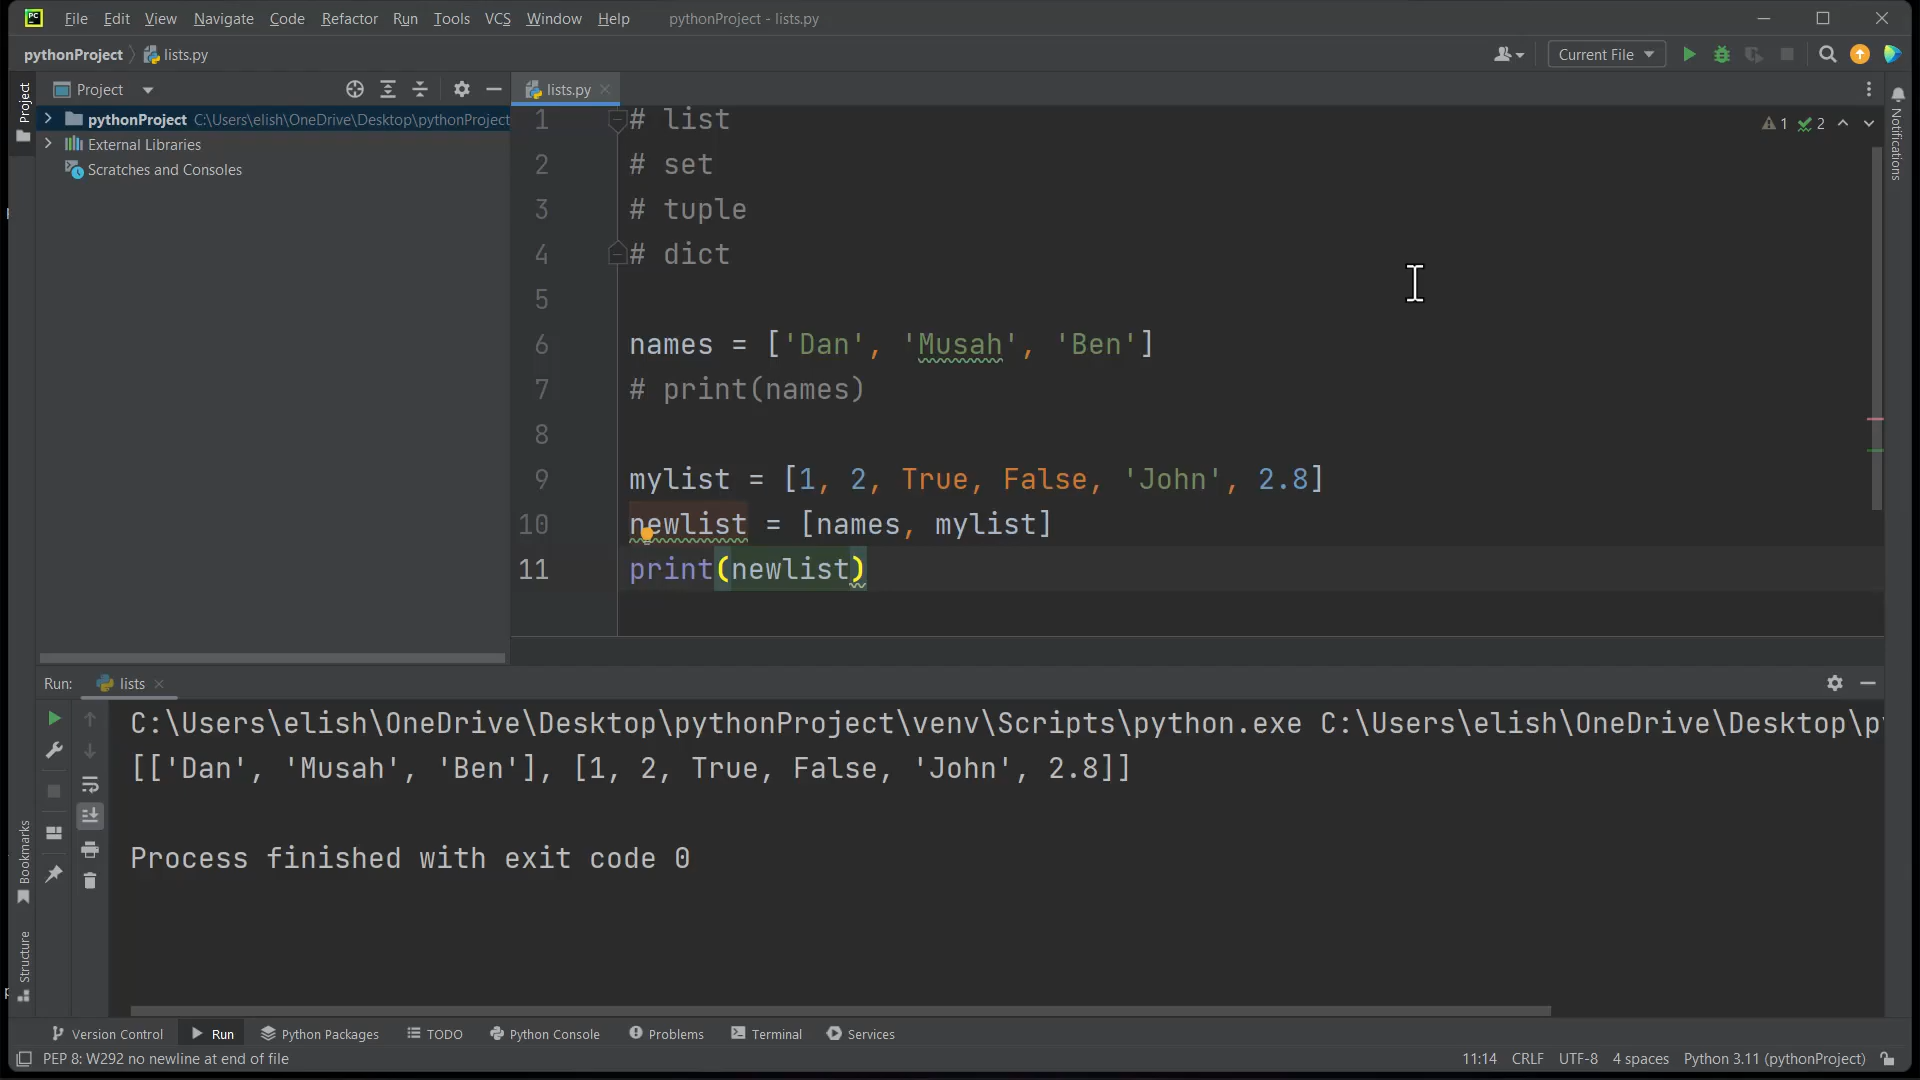 File Edit View Navigate Code Refactor Run Tools VCS Window Help pythonProject - lists.py
pythonProject lists.py Current File
Project Project lists.py
pythonProject C:\Users\elish\OneDrive\Desktop\pythonProject
External Libraries
Scratches and Consoles
1 # list
2 # set
3 # tuple
4 # dict
5
6 names = ['Dan', 'Musah', 'Ben']
7 # print(names)
8
9 mylist = [1, 2, True, False, 'John', 2.8]
10 newlist = [names, mylist]
11 print(newlist)
1 2
Notifications
Run: lists
C:\Users\elish\OneDrive\Desktop\pythonProject\venv\Scripts\python.exe C:\Users\elish\OneDrive\Desktop\py
[['Dan', 'Musah', 'Ben'], [1, 2, True, False, 'John', 2.8]]
Process finished with exit code 0
Bookmarks
Structure
Version Control Run Python Packages TODO Python Console Problems Terminal Services
PEP 8: W292 no newline at end of file 11:14 CRLF UTF-8 4 spaces Python 3.11 (pythonProject)